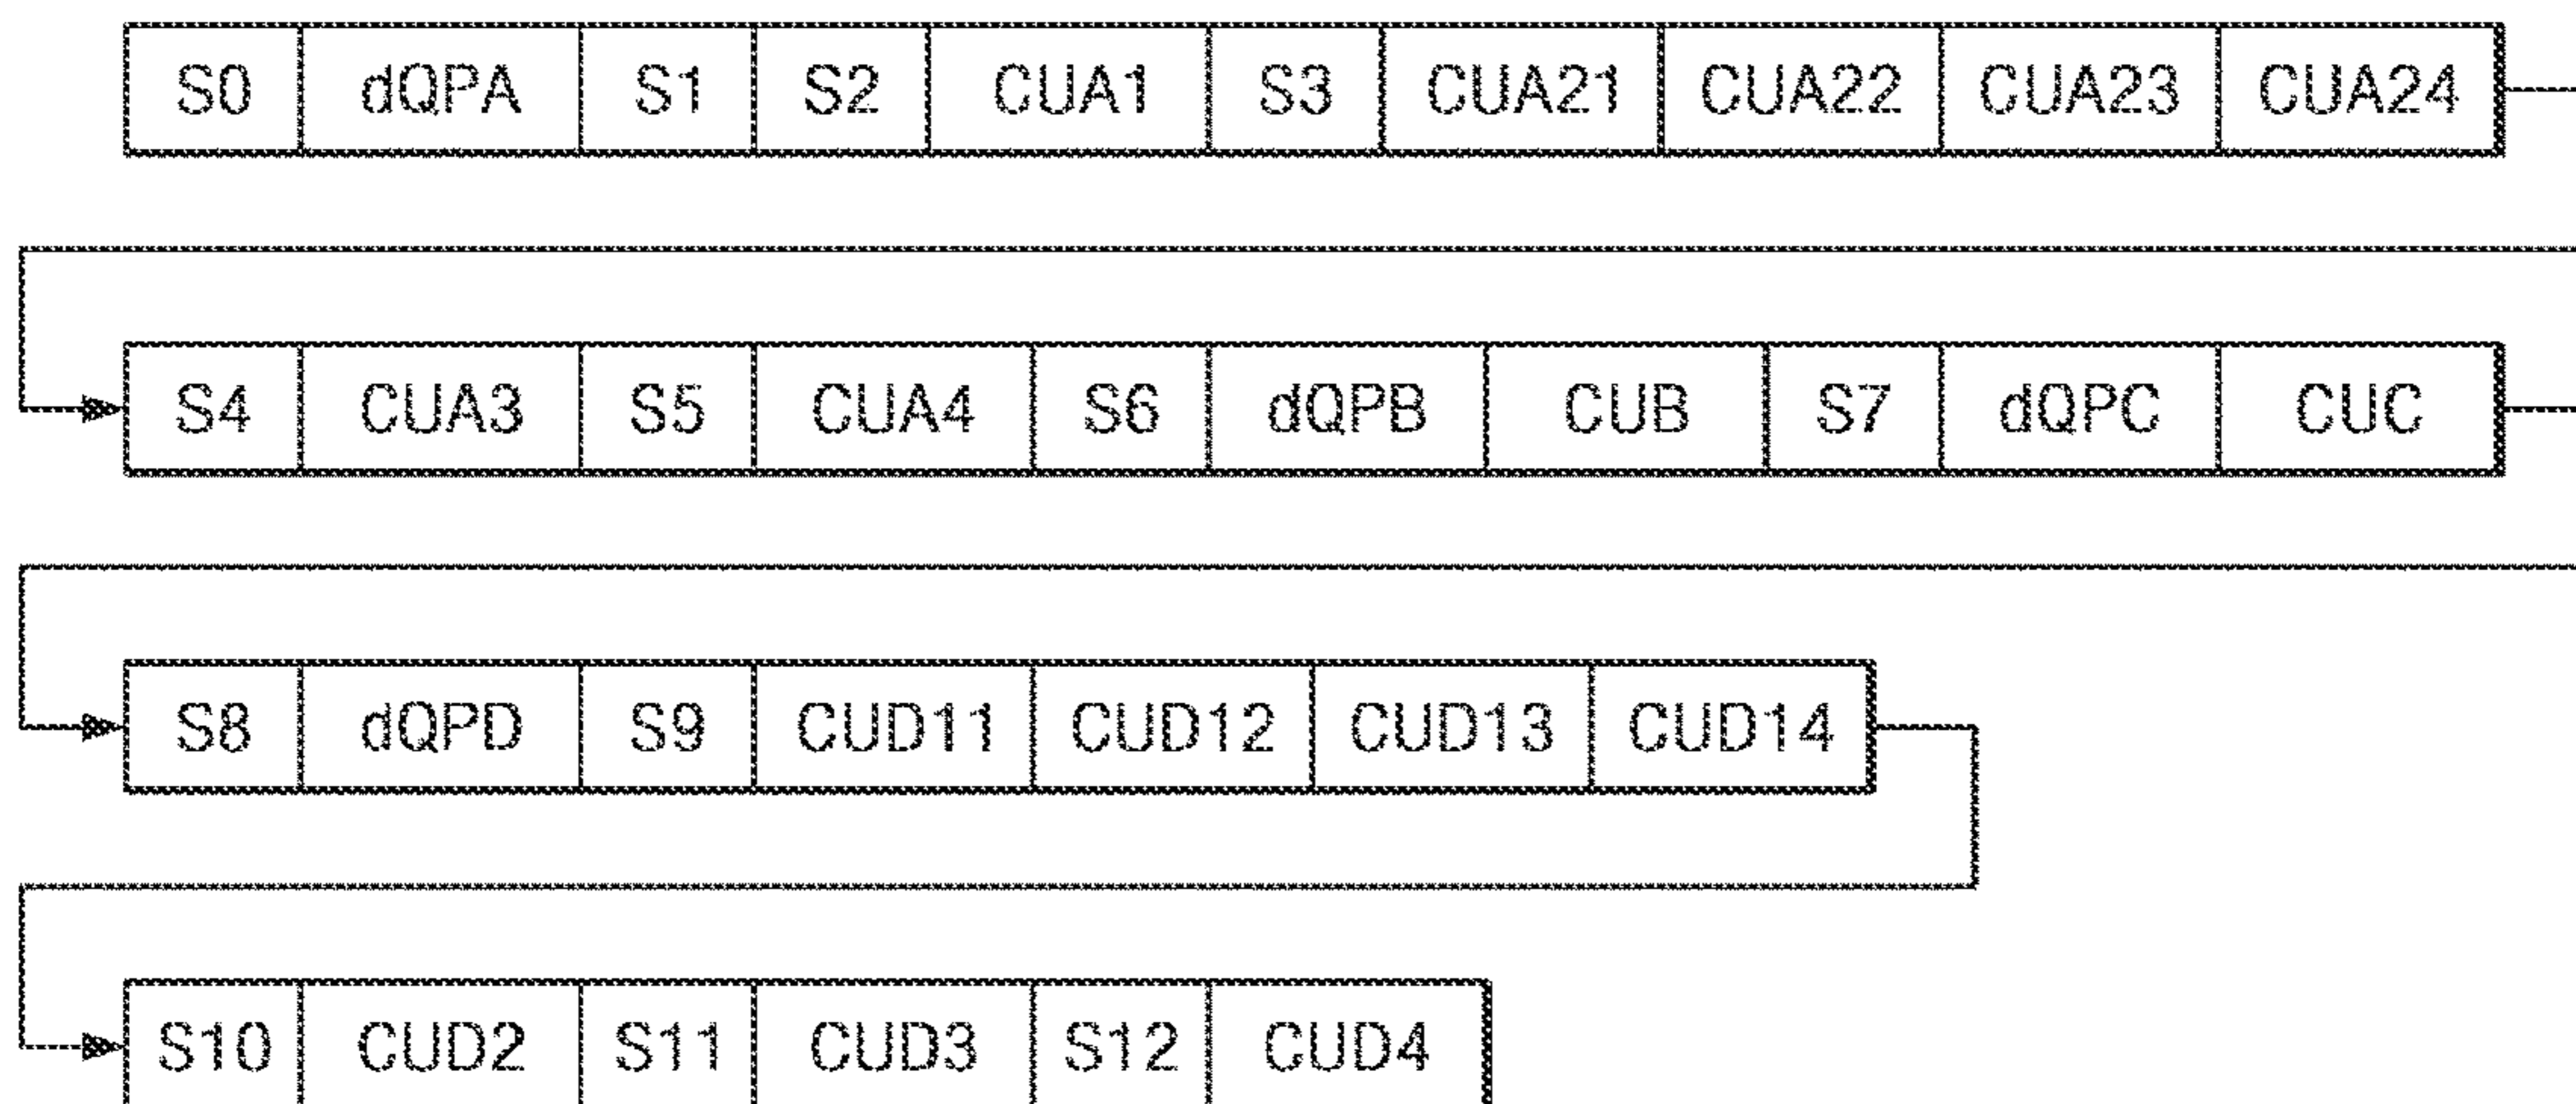 S0 dQPA S1 S2 CUA1 S3 CUA21 CUA22 CUA23 CUA24
S4 CUA3 S5 CUA4 S6 dQPB CUB S7 dQPC CUC
S8 dQPD S9 CUD11 CUD12 CUD13 CUD14
S10 CUD2 S11 CUD3 S12 CUD4